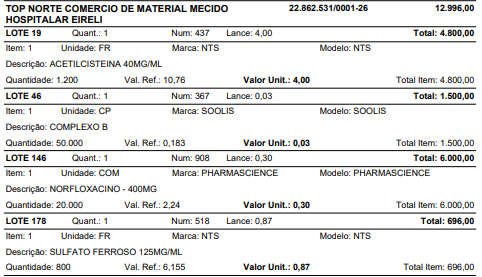 TOP NORTE COMERCIO DE MATERIAL MECIDO HOSPITALAR EIRELI 22.862.531/0001-26 12.996,00
LOTE 19 Quant.: 1 Num: 437 Lance: 4,00 Total: 4.800,00
Item: 1 Unidade: FR Marca: NTS Modelo: NTS
Descrição: ACETILCISTEINA 40MG/ML
Quantidade: 1.200 Val. Ref.: 10,76 Valor Unit.: 4,00 Total Item: 4.800,00
LOTE 46 Quant.: 1 Num: 367 Lance: 0,03 Total: 1.500,00
Item: 1 Unidade: CP Marca: SOOLIS Modelo: SOOLIS
Descrição: COMPLEXO B
Quantidade: 50.000 Val. Ref.: 0,183 Valor Unit.: 0,03 Total Item: 1.500,00
LOTE 146 Quant.: 1 Num: 908 Lance: 0,30 Total: 6.000,00
Item: 1 Unidade: COM Marca: PHARMASCIENCE Modelo: PHARMASCIENCE
Descrição: NORFLOXACINO - 400MG
Quantidade: 20.000 Val. Ref.: 2,24 Valor Unit.: 0,30 Total Item: 6.000,00
LOTE 178 Quant.: 1 Num: 518 Lance: 0,87 Total: 696,00
Item: 1 Unidade: FR Marca: NTS Modelo: NTS
Descrição: SULFATO FERROSO 125MG/ML
Quantidade: 800 Val. Ref.: 6,155 Valor Unit.: 0,87 Total Item: 696,00